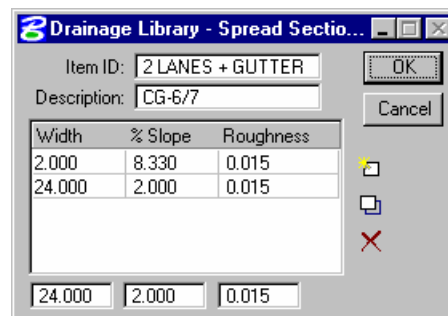 Drainage Library - Spread Sectio...
Item ID: 2 LANES + GUTTER
OK
Description: CG-6/7
Cancel
Width % Slope Roughness
2.000 8.330 0.015
24.000 2.000 0.015
24.000 2.000 0.015